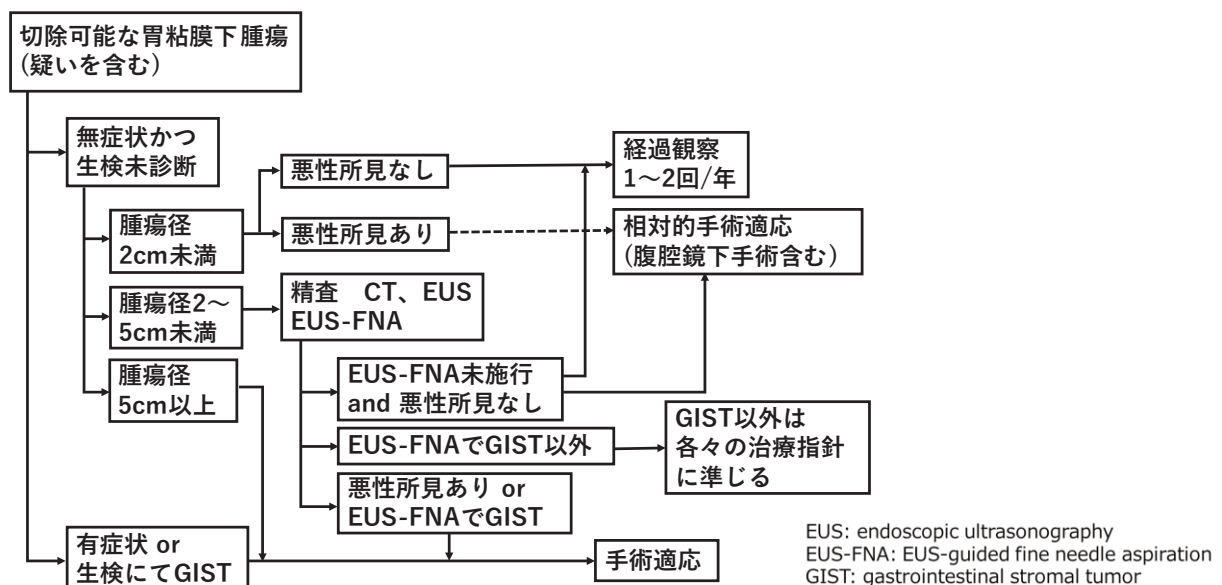 切除可能な胃粘膜下腫瘍
(疑いを含む)
無症状かつ
生検未診断
悪性所見なし
経過観察
1〜2回/年
腫瘍径
2cm未満
悪性所見あり
相対的手術適応
(腹腔鏡下手術含む)
腫瘍径2〜
5cm未満
精査　CT、EUS
EUS-FNA
腫瘍径
5cm以上
EUS-FNA未施行
and 悪性所見なし
EUS-FNAでGIST以外
GIST以外は
各々の治療指針
に準じる
悪性所見あり or
EUS-FNAでGIST
有症状 or
生検にてGIST
手術適応
EUS: endoscopic ultrasonography
EUS-FNA: EUS-guided fine needle aspiration
GIST: gastrointestinal stromal tumor